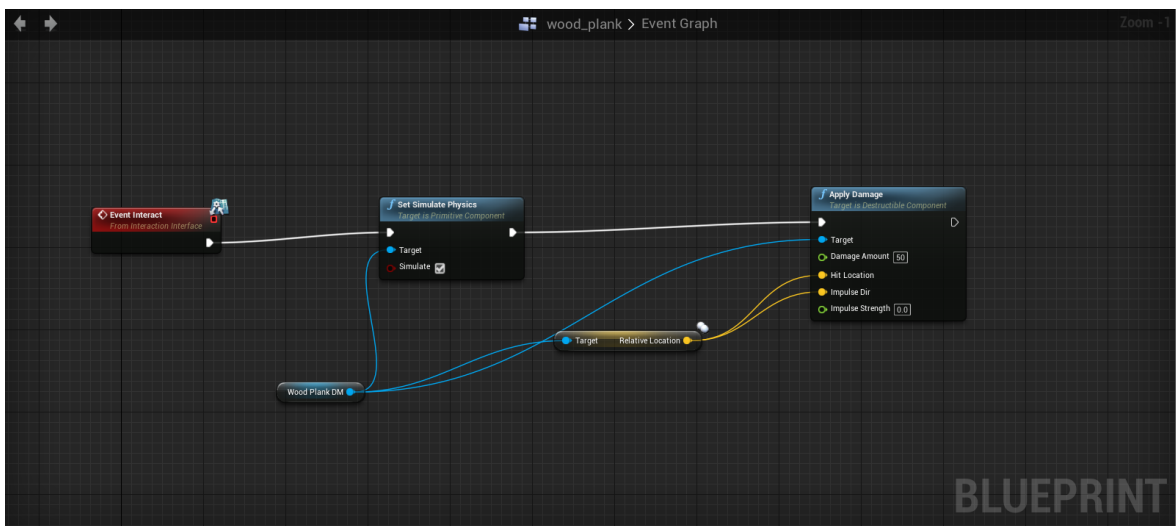 wood_plank > Event Graph
Zoom -1
Event Interact
From Interaction Interface
f Set Simulate Physics
Target is Primitive Component
Target
Simulate
f Apply Damage
Target is Destructible Component
Target
Damage Amount 50
Hit Location
Impulse Dir
Impulse Strength 0.0
Target Relative Location
Wood Plank DM
BLUEPRINT